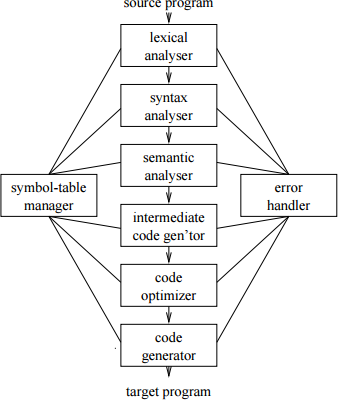 source program
lexical
analyser
syntax
analyser
semantic
analyser
symbol-table
manager
error
handler
intermediate
code gen'tor
code
optimizer
code
generator
target program